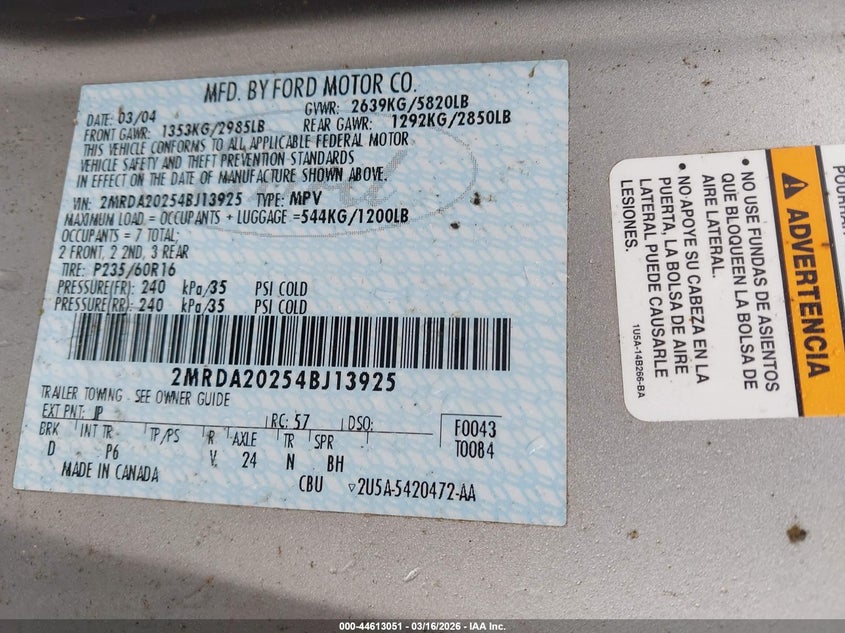 MFD. BY FORD MOTOR CO.
DATE: 03/04 GVWR: 2639KG/5820LB
FRONT GAWR: 1353KG/2985LB REAR GAWR: 1292KG/2850LB
THIS VEHICLE CONFORMS TO ALL APPLICABLE FEDERAL MOTOR
VEHICLE SAFETY AND THEFT PREVENTION STANDARDS
IN EFFECT ON THE DATE OF MANUFACTURE SHOWN ABOVE.
VIN: 2MRDA20254BJ13925 TYPE: MPV
MAXIMUM LOAD = OCCUPANTS + LUGGAGE =544KG/1200LB
OCCUPANTS = 7 TOTAL;
2 FRONT, 2 2ND, 3 REAR
TIRE: P235/60R16
PRESSURE(FR): 240 kPa/35 PSI COLD
PRESSURE(RR): 240 kPa/35 PSI COLD
2MRDA20254BJ13925
TRAILER TOWING - SEE OWNER GUIDE
EXT PNT: JP RC: 57 DSO: F0043
BRK INT TR TP/PS R AXLE TR SPR T0084
D P6 V 24 N BH
MADE IN CANADA CBU 2U5A-5420472-AA
ADVERTENCIA
• NO USE FUNDAS DE ASIENTOS
QUE BLOQUEEN LA BOLSA DE
AIRE LATERAL.
• NO APOYE SU CABEZA EN LA
PUERTA, LA BOLSA DE AIRE
LATERAL PUEDE CAUSARLE
LESIONES.
1U5A-14B266-BA
000-44613051 - 03/16/2026 - IAA Inc.